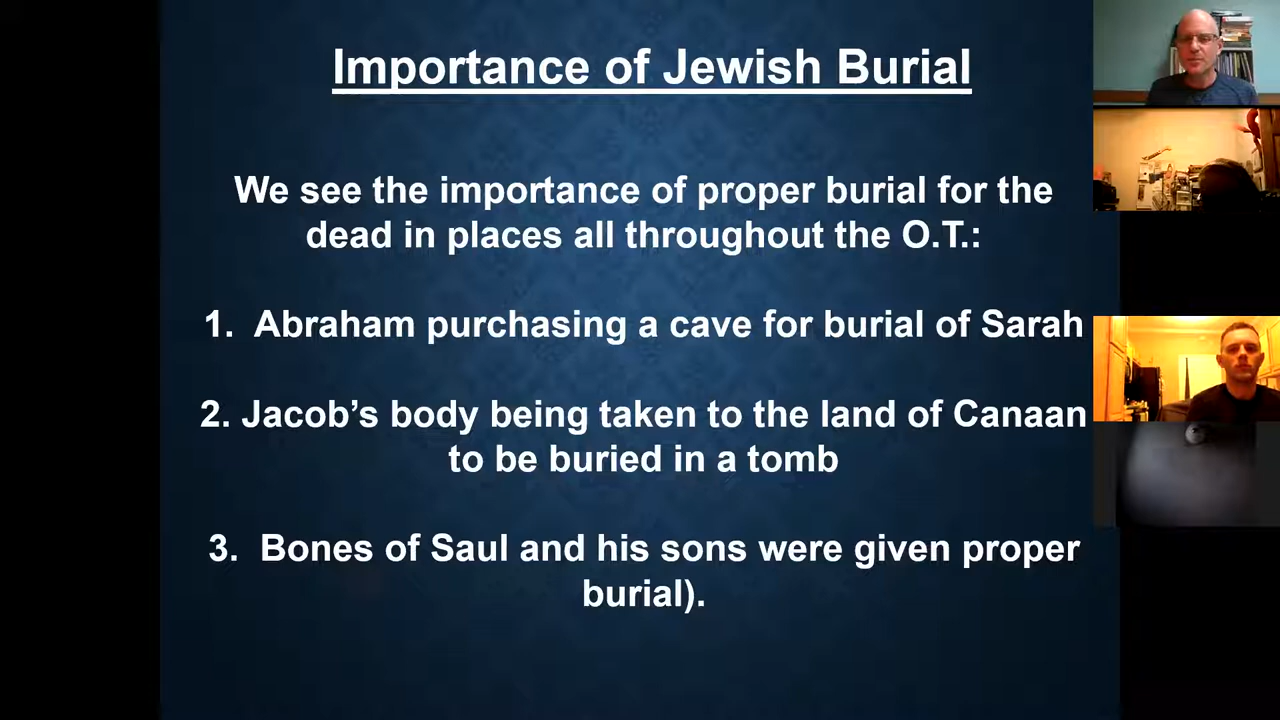 Importance of Jewish Burial
We see the importance of proper burial for the
dead in places all throughout the O.T.:
1. Abraham purchasing a cave for burial of Sarah
2. Jacob’s body being taken to the land of Canaan
to be buried in a tomb
3. Bones of Saul and his sons were given proper
burial).